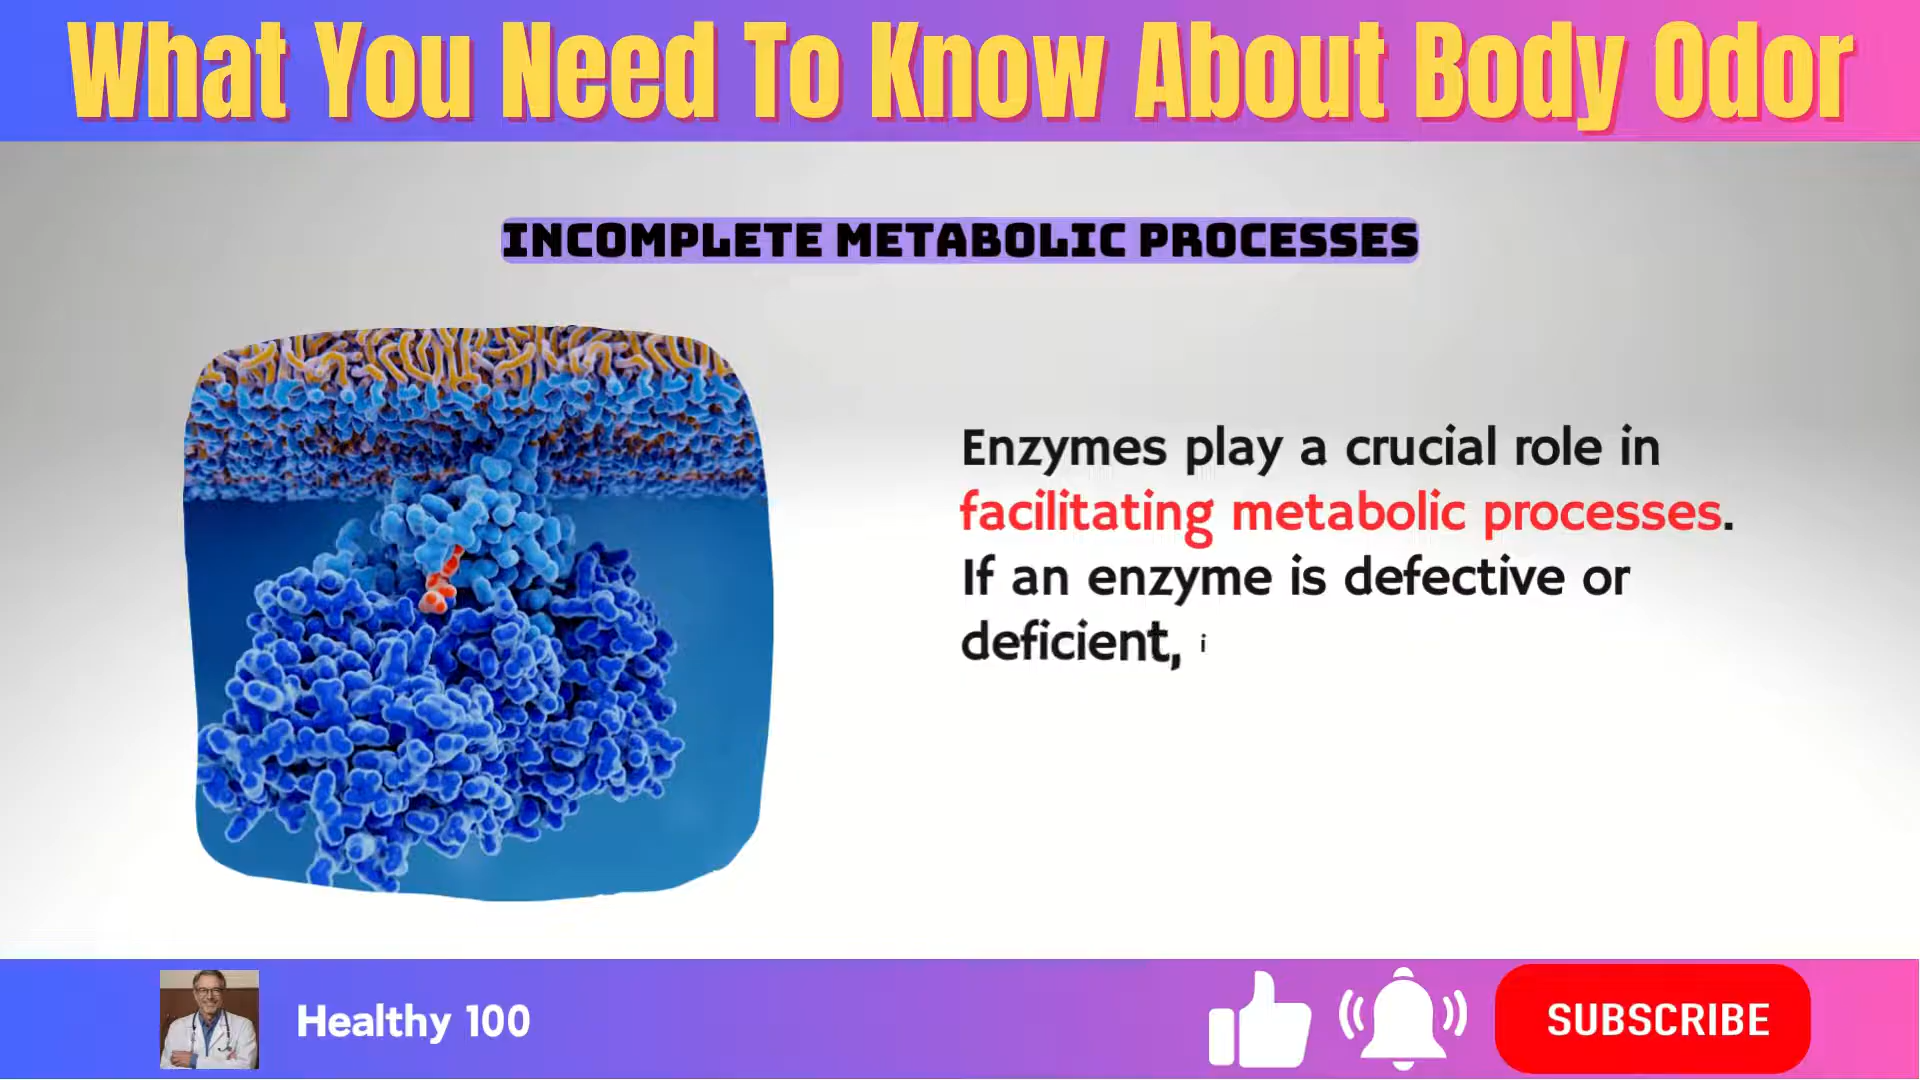 What You Need To Know About Body Odor
INCOMPLETE METABOLIC PROCESSES
Enzymes play a crucial role in
facilitating metabolic processes.
If an enzyme is defective or
deficient, i
Healthy 100
SUBSCRIBE